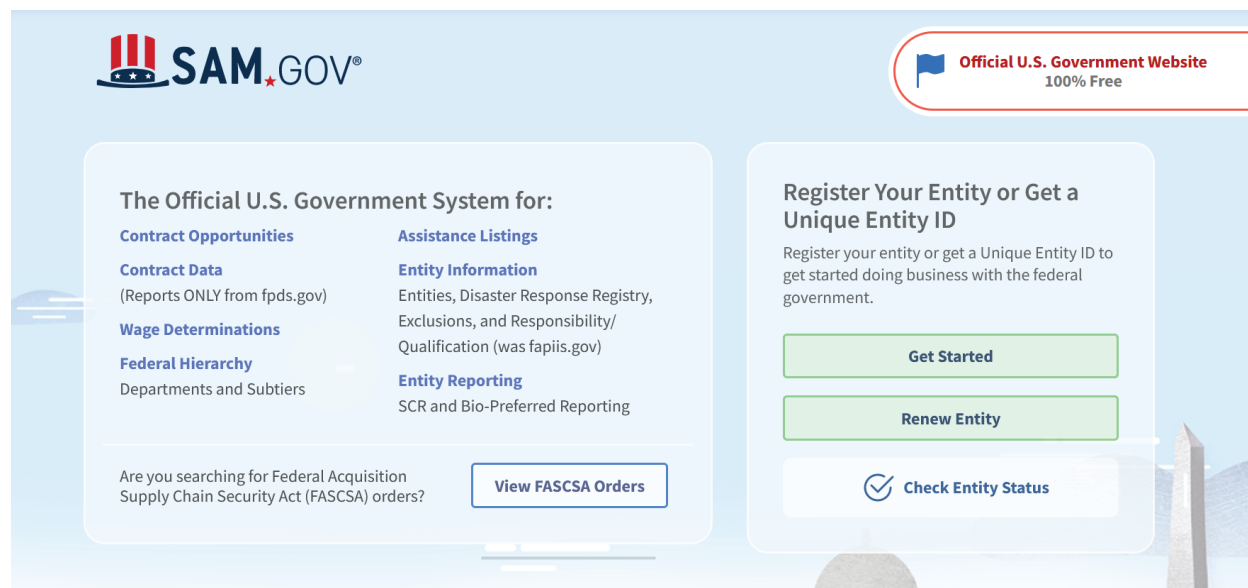 SAM.GOV®
Official U.S. Government Website
100% Free
The Official U.S. Government System for:
Contract Opportunities
Contract Data
(Reports ONLY from fpds.gov)
Wage Determinations
Federal Hierarchy
Departments and Subtiers
Assistance Listings
Entity Information
Entities, Disaster Response Registry,
Exclusions, and Responsibility/
Qualification (was fapiis.gov)
Entity Reporting
SCR and Bio-Preferred Reporting
Are you searching for Federal Acquisition
Supply Chain Security Act (FASCSA) orders?
View FASCSA Orders
Register Your Entity or Get a
Unique Entity ID
Register your entity or get a Unique Entity ID to
get started doing business with the federal
government.
Get Started
Renew Entity
Check Entity Status